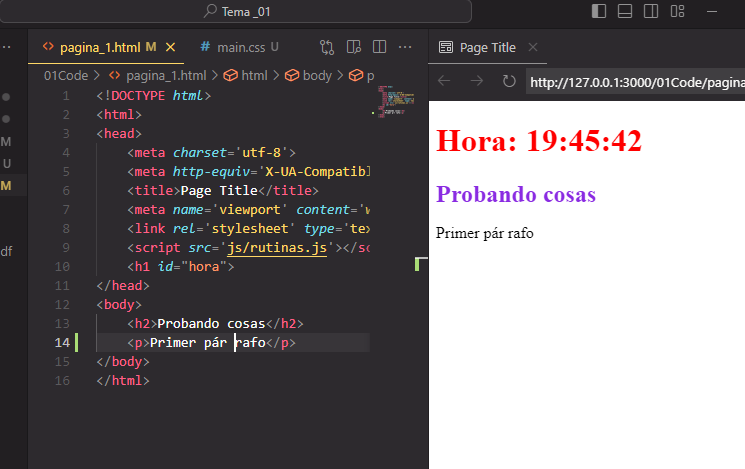 Tema _01
pagina_1.html M
# main.css U
Page Title
01Code > pagina_1.html > html > body > p
http://127.0.0.1:3000/01Code/pagina
1 <!DOCTYPE html>
2 <html>
3 <head>
4 <meta charset='utf-8'>
5 <meta http-equiv='X-UA-Compatibl
6 <title>Page Title</title>
7 <meta name='viewport' content='w
8 <link rel='stylesheet' type='tex
9 <script src='js/rutinas.js'></sc
10 <h1 id="hora">
11 </head>
12 <body>
13 <h2>Probando cosas</h2>
14 <p>Primer pár rafo</p>
15 </body>
16 </html>
M
U
M
df
Hora: 19:45:42
Probando cosas
Primer pár rafo